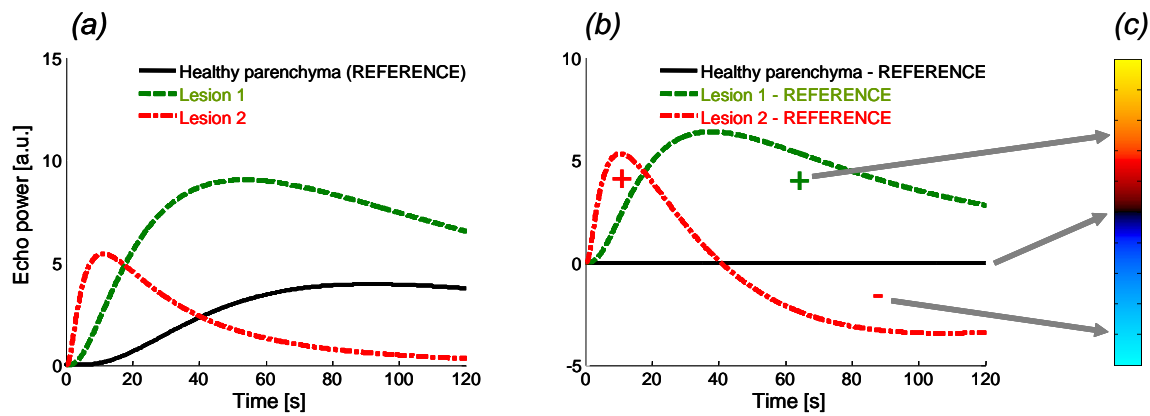 (a)
15
10
5
0
Echo power [a.u.]
Healthy parenchyma (REFERENCE)
Lesion 1
Lesion 2
0 20 40 60 80 100 120
Time [s]
(b)
10
5
0
-5
Healthy parenchyma - REFERENCE
Lesion 1 - REFERENCE
Lesion 2 - REFERENCE
+
+
-
0 20 40 60 80 100 120
Time [s]
(c)